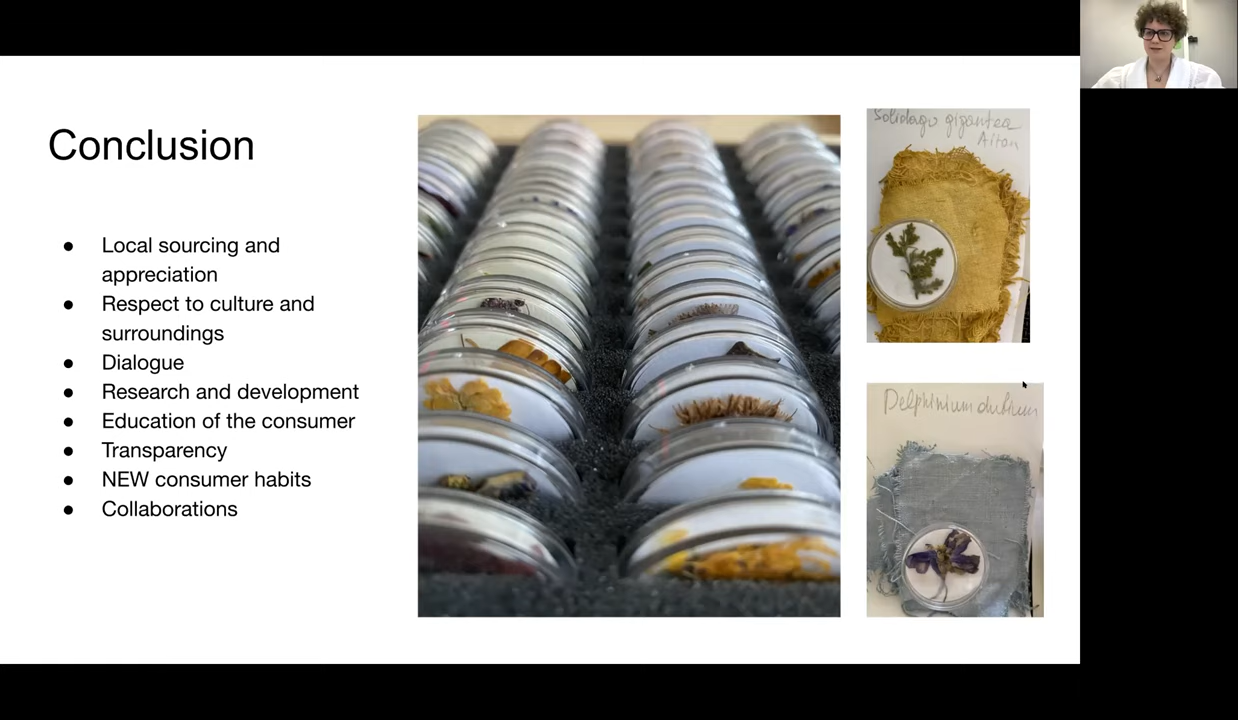 Conclusion
● Local sourcing and
appreciation
● Respect to culture and
surroundings
● Dialogue
● Research and development
● Education of the consumer
● Transparency
● NEW consumer habits
● Collaborations
Solidago gigantea
Aiton
Delphinium dubium